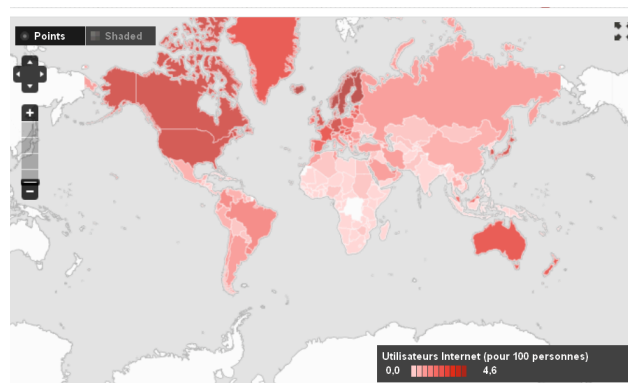 Points Shaded
+
−
Utilisateurs Internet (pour 100 personnes)
0,0 4,6